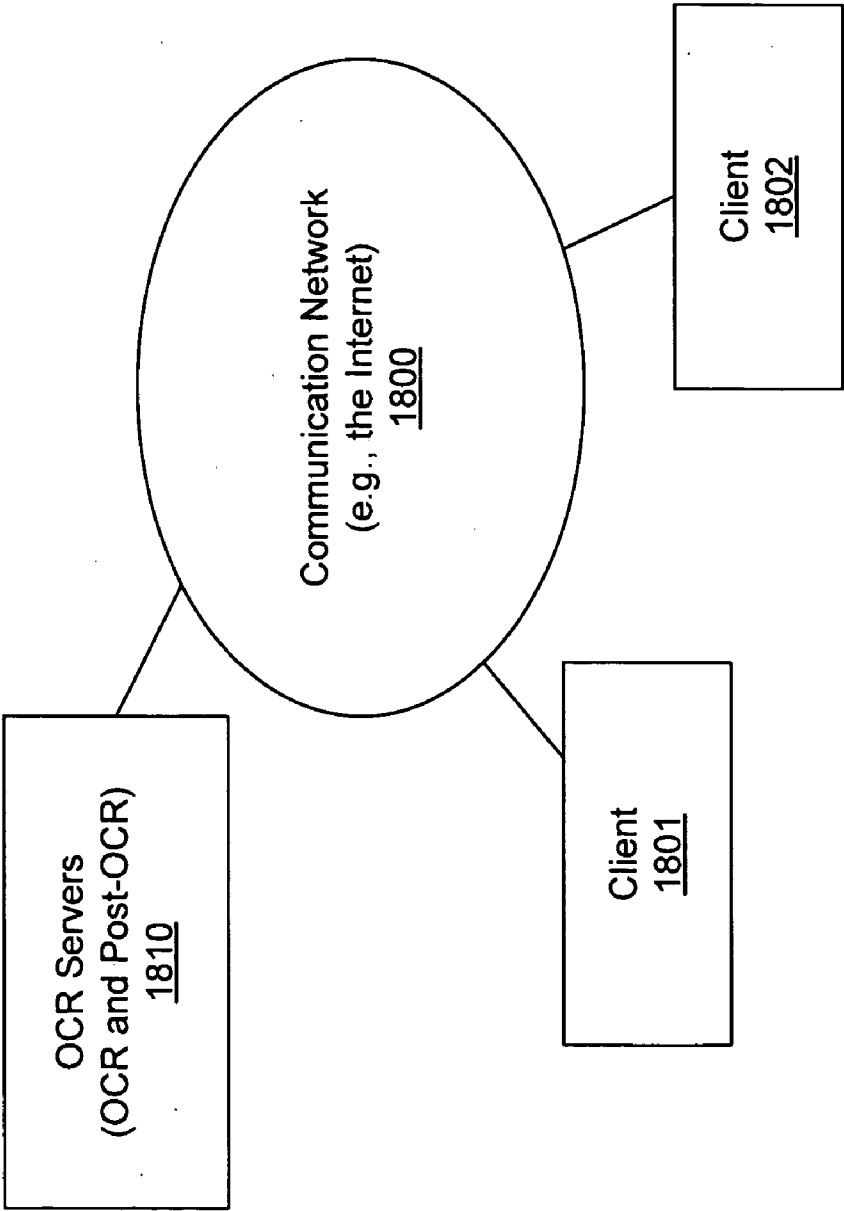 OCR Servers
(OCR and Post-OCR)
1810
Communication Network
(e.g., the Internet)
1800
Client
1801
Client
1802